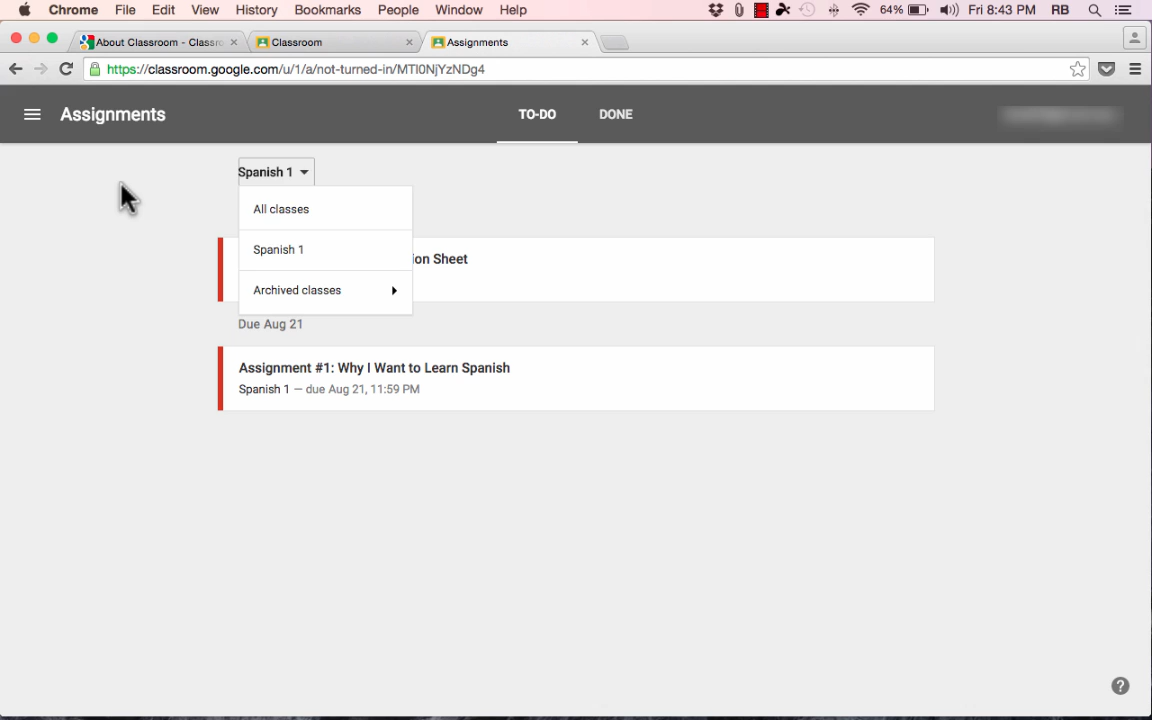 Chrome File Edit View History Bookmarks People Window Help 64% Fri 8:43 PM RB
About Classroom - Classro Classroom Assignments
https://classroom.google.com/u/1/a/not-turned-in/MTI0NjYzNDg4
Assignments TO-DO DONE
Spanish 1
All classes
Spanish 1
ion Sheet
Archived classes
Due Aug 21
Assignment #1: Why I Want to Learn Spanish
Spanish 1 — due Aug 21, 11:59 PM
?